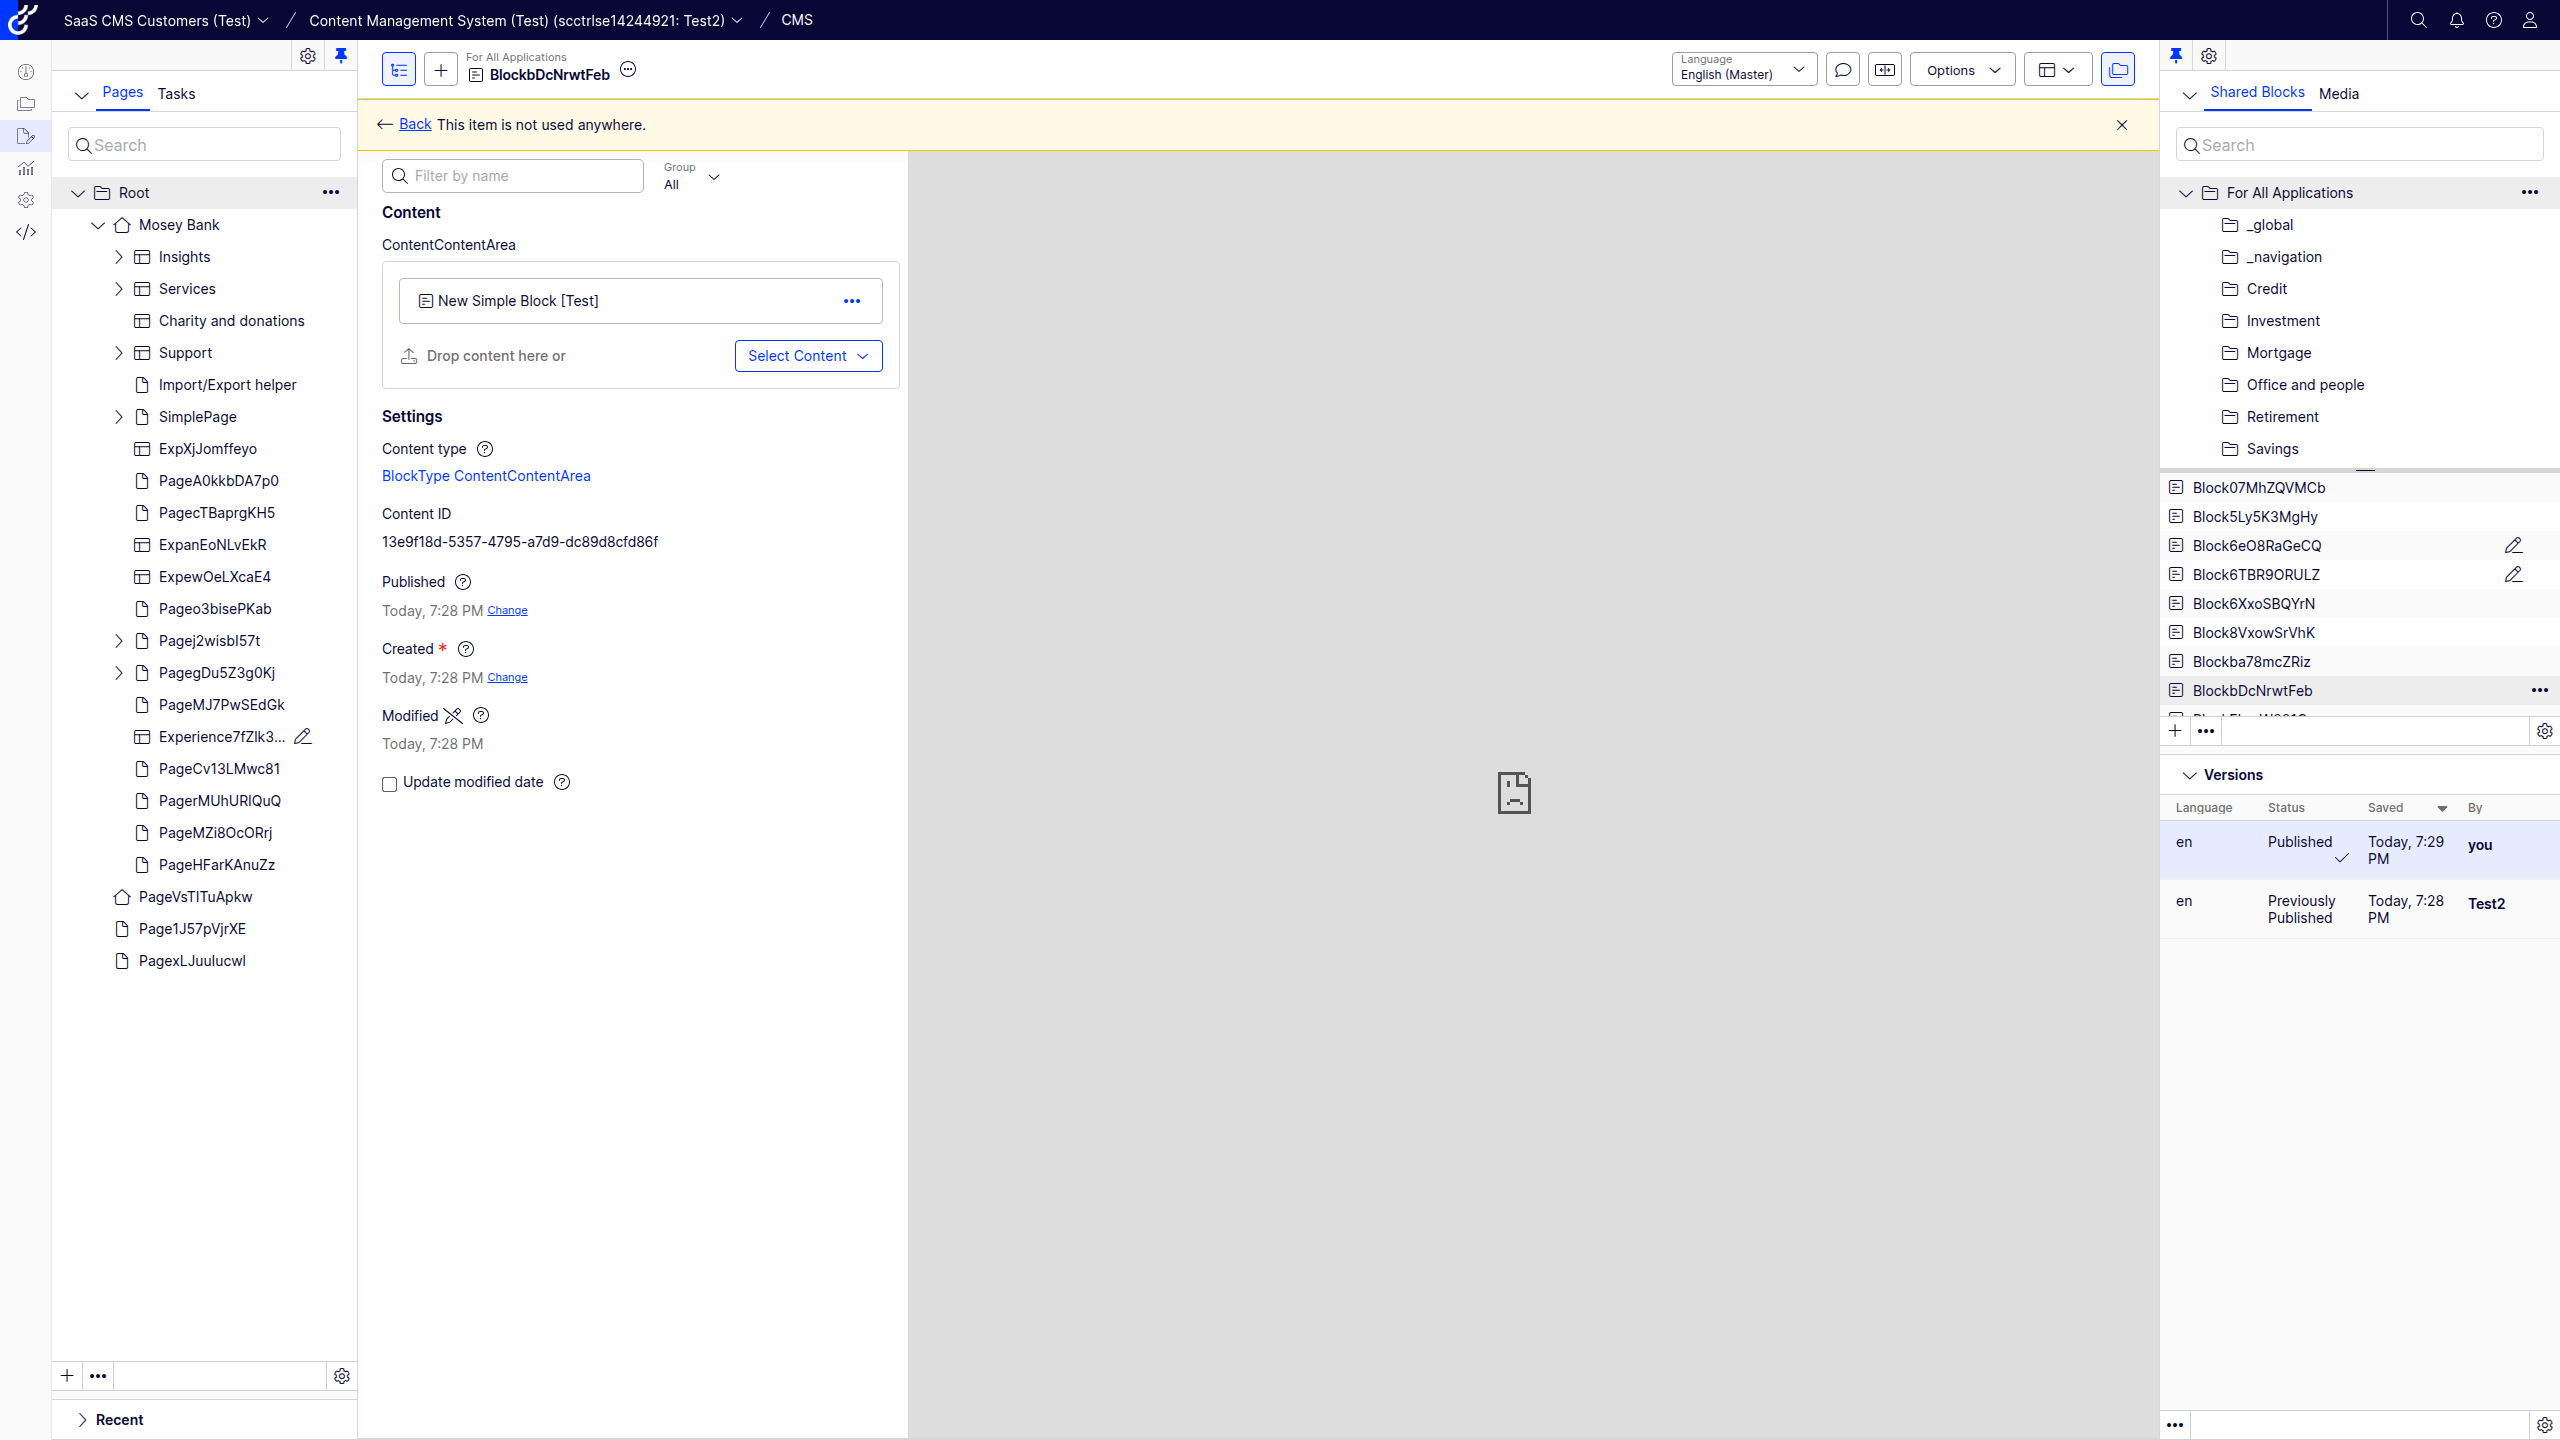 SaaS CMS Customers (Test)
Content Management System (Test) (scctrlse14244921: Test2)
CMS
Pages
Tasks
Search
Root
Mosey Bank
Insights
Services
Charity and donations
Support
Import/Export helper
SimplePage
ExpXjJomffeyo
PageA0kkbDA7p0
PagecTBaprgKH5
ExpanEoNLvEkR
ExpewOeLXcaE4
Pageo3bisePKab
PagegDu5Z3g0Kj
PageMJ7PwSEdGk
PageCv13LMwc81
PageMZi8OcORrj
PageHFarKAnuZz
Page1J57pVjrXE
Recent
For All Applications
BlockbDcNrwtFeb
Language
English (Master)
Options
Back This item is not used anywhere.
Filter by name
Group
All
Content
ContentContentArea
New Simple Block [Test]
Drop content here or
Select Content
Settings
Content type
BlockType ContentContentArea
Content ID
13e9f18d-5357-4795-a7d9-dc89d8cfd86f
Published
Today, 7:28 PM Change
Created *
Today, 7:28 PM Change
Modified
Today, 7:28 PM
Update modified date
Shared Blocks
Media
Search
For All Applications
_global
_navigation
Credit
Investment
Mortgage
Office and people
Retirement
Savings
Block07MhZQVMCb
Block5Ly5K3MgHy
Block6eO8RaGeCQ
Block6TBR9ORULZ
Block6XxoSBQYrN
Block8VxowSrVhK
Blockba78mcZRiz
BlockbDcNrwtFeb
Versions
Language Status Saved By
en Published Today, 7:29 PM you
en Previously Published Today, 7:28 PM Test2